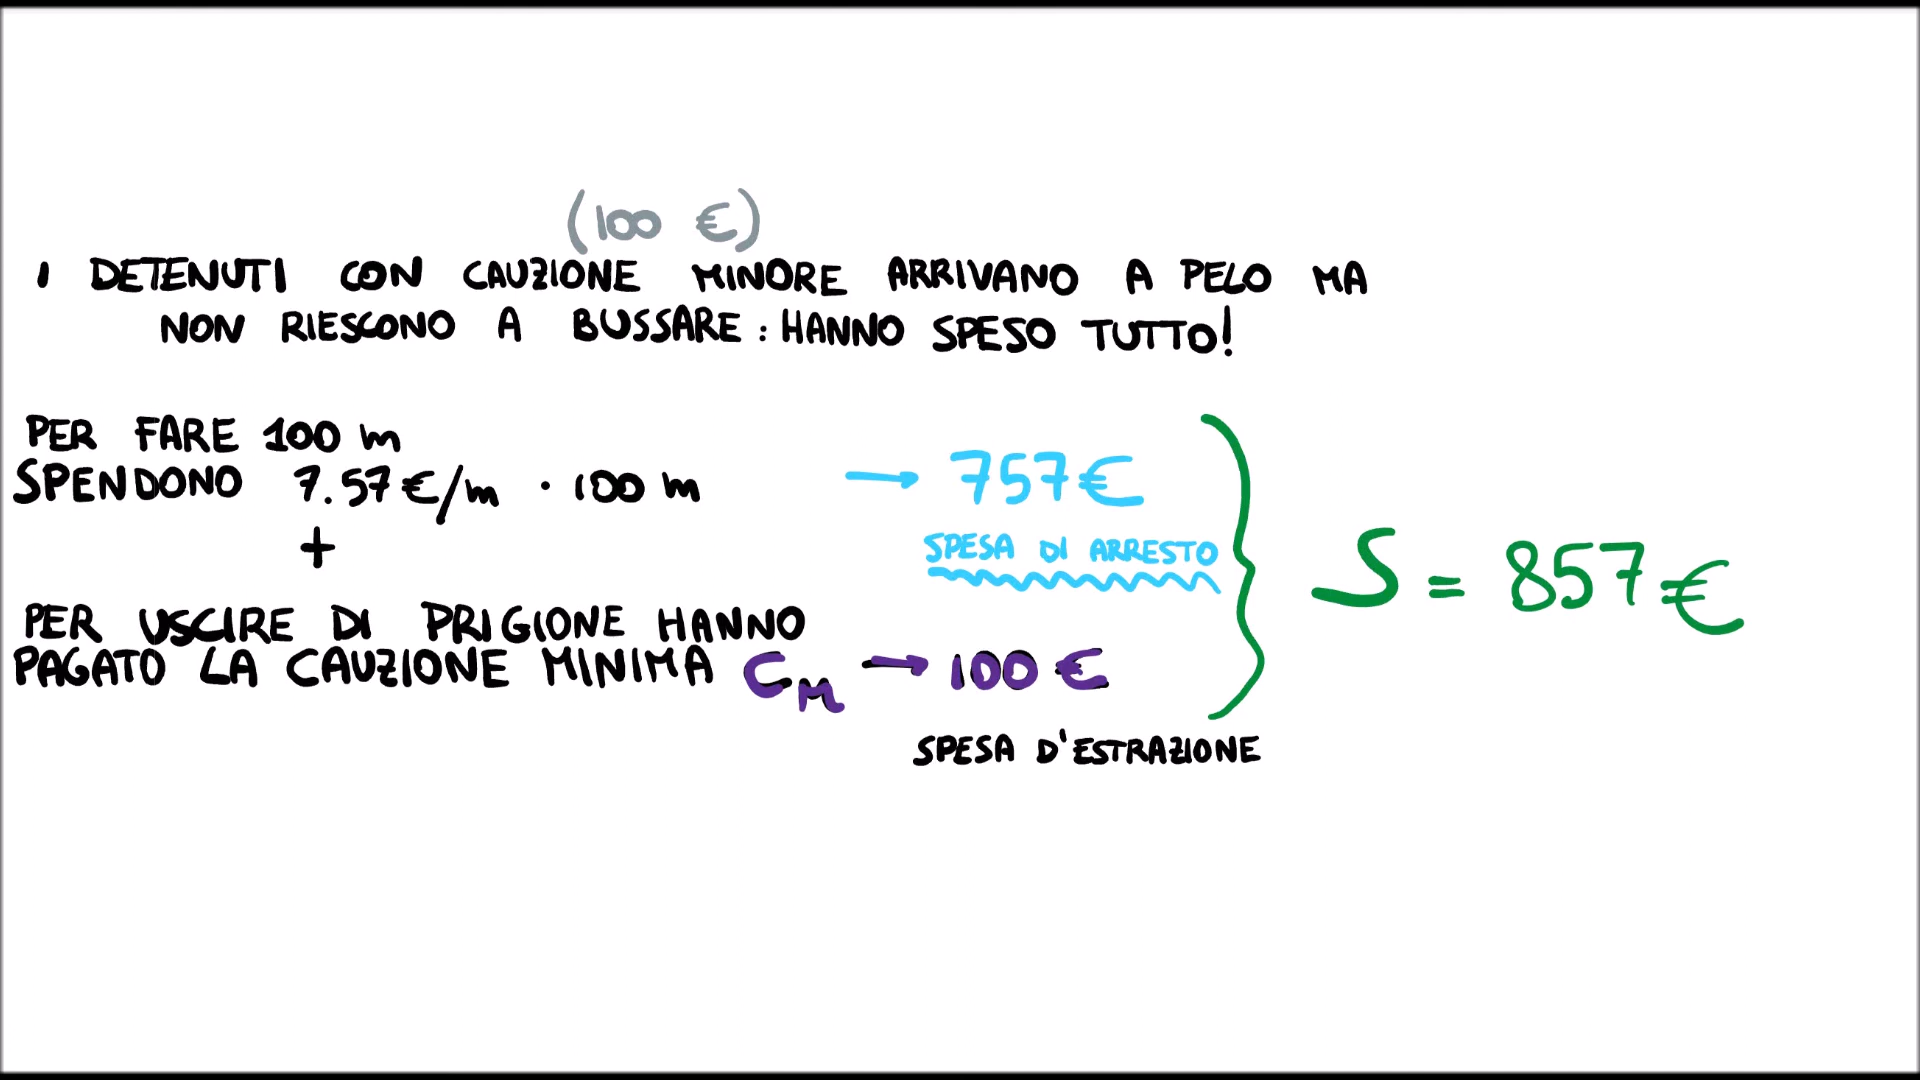 (100 €)
I DETENUTI CON CAUZIONE MINORE ARRIVANO A PELO MA
NON RIESCONO A BUSSARE: HANNO SPESO TUTTO!
PER FARE 100 m
SPENDONO 7.57 €/m · 100 m → 757 €
+
SPESA DI ARRESTO
S = 857 €
PER USCIRE DI PRIGIONE HANNO
PAGATO LA CAUZIONE MINIMA CM → 100 €
SPESA D'ESTRAZIONE